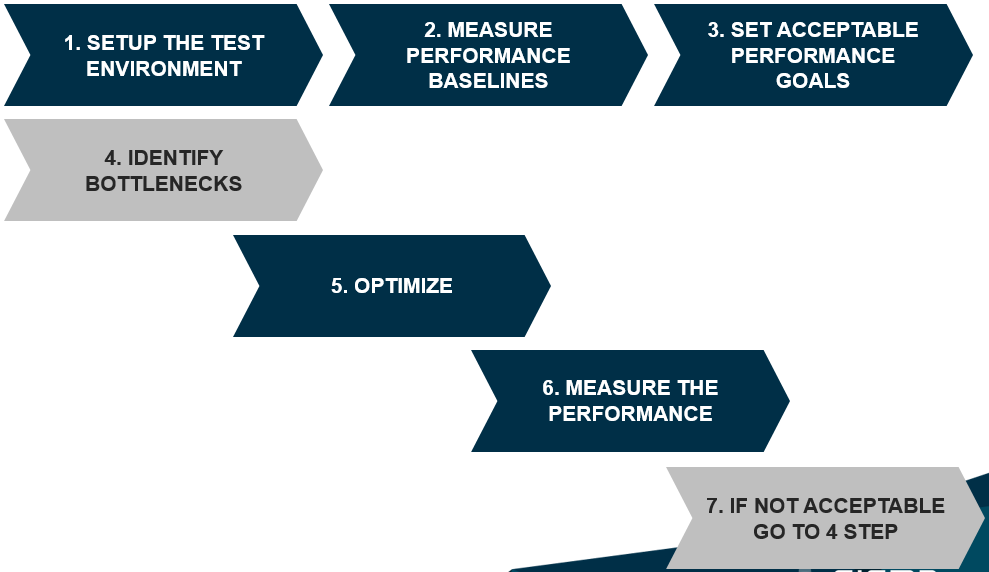 1. SETUP THE TEST
ENVIRONMENT
2. MEASURE
PERFORMANCE
BASELINES
3. SET ACCEPTABLE
PERFORMANCE
GOALS
4. IDENTIFY
BOTTLENECKS
5. OPTIMIZE
6. MEASURE THE
PERFORMANCE
7. IF NOT ACCEPTABLE
GO TO 4 STEP